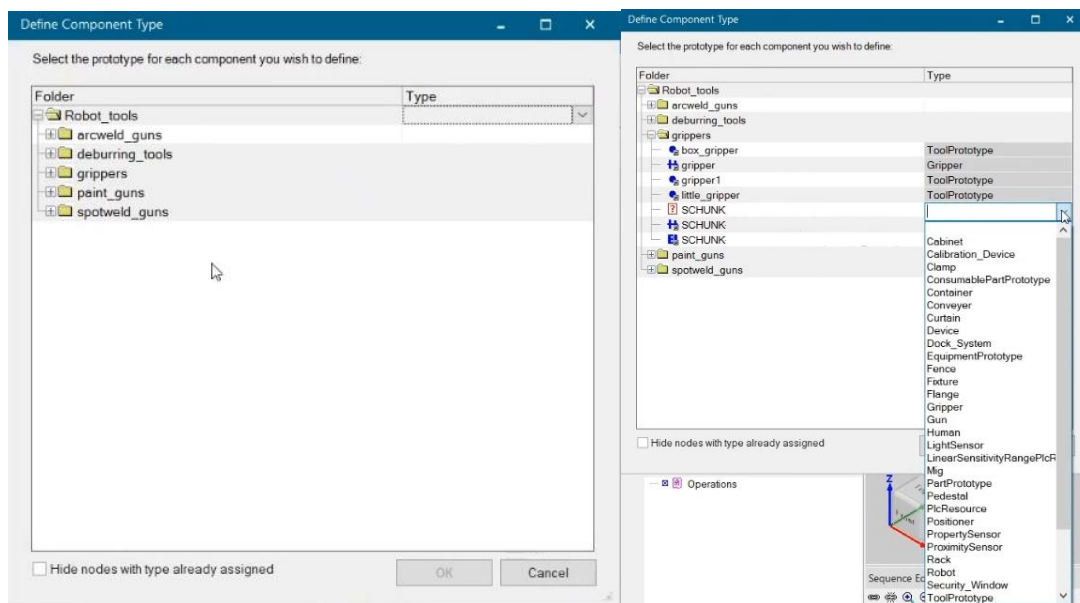 Define Component Type
Select the prototype for each component you wish to define:
Folder Type
Robot_tools
arcweld_guns
deburring_tools
grippers
paint_guns
spotweld_guns
Hide nodes with type already assigned
OK Cancel
Define Component Type
Select the prototype for each component you wish to define:
Folder Type
Robot_tools
arcweld_guns
deburring_tools
grippers
box_gripper ToolPrototype
gripper Gripper
gripper1 ToolPrototype
little_gripper ToolPrototype
SCHUNK
SCHUNK
SCHUNK
paint_guns
spotweld_guns
Cabinet
Calibration_Device
Clamp
ConsumablePartPrototype
Container
Conveyer
Curtain
Device
Dock_System
EquipmentPrototype
Fence
Fixture
Flange
Gripper
Gun
Human
LightSensor
LinearSensitivityRangePlcR
Mig
PartPrototype
Pedestal
PlcResource
Positioner
PropertySensor
ProximitySensor
Rack
Robot
Security_Window
ToolPrototype
Hide nodes with type already assigned
Operations
Z
Sequence Ed